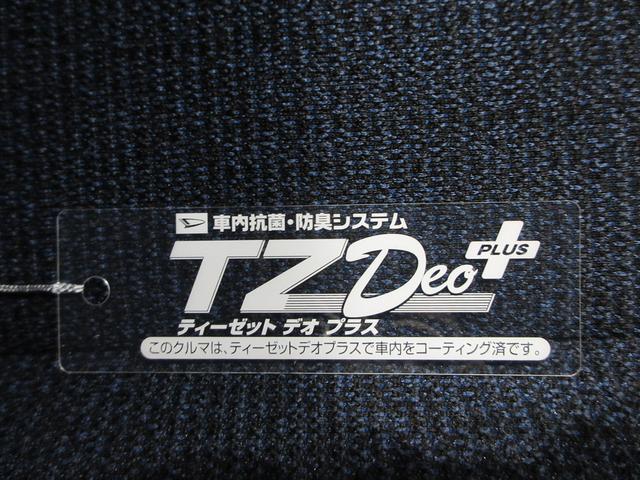 車内抗菌・防臭システム
TZ Deo PLUS
ティーゼット デオ プラス
このクルマは、ティーゼットデオプラスで車内をコーティング済です。